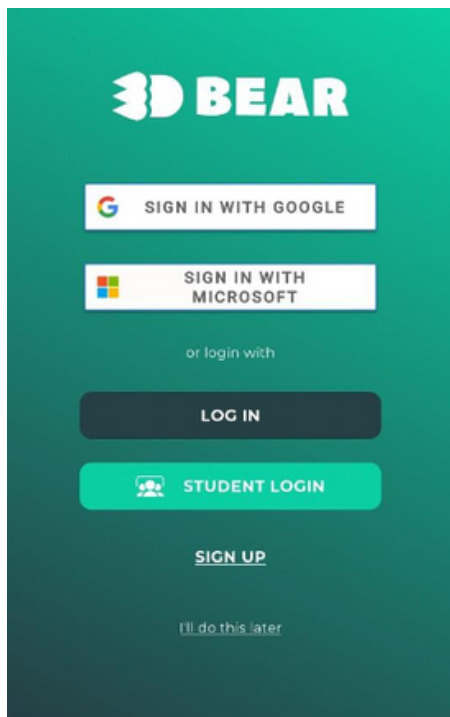 3D BEAR
SIGN IN WITH GOOGLE
SIGN IN WITH
MICROSOFT
or login with
LOG IN
STUDENT LOGIN
SIGN UP
I'll do this later